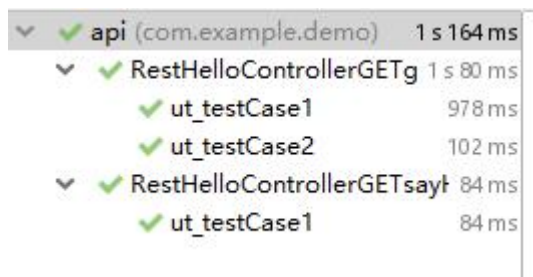 api (com.example.demo) 1 s 164 ms
RestHelloControllerGETg 1 s 80 ms
ut_testCase1 978 ms
ut_testCase2 102 ms
RestHelloControllerGETsayH 84 ms
ut_testCase1 84 ms